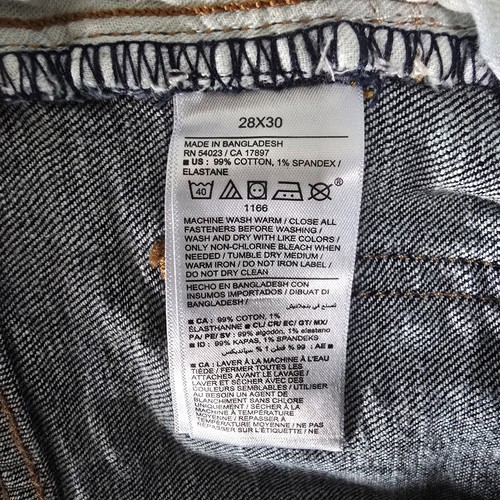 28X30
MADE IN BANGLADESH
RN 54023 / CA 17897
■ US : 99% COTTON, 1% SPANDEX /
ELASTANE
40
®
1166
MACHINE WASH WARM / CLOSE ALL
FASTENERS BEFORE WASHING /
WASH AND DRY WITH LIKE COLORS /
ONLY NON-CHLORINE BLEACH WHEN
NEEDED / TUMBLE DRY MEDIUM /
WARM IRON / DO NOT IRON LABEL /
DO NOT DRY CLEAN
HECHO EN BANGLADESH CON
INSUMOS IMPORTADOS / DIBUAT DI
BANGLADESH /
■ CA : 99% COTON, 1%
ÉLASTHANNE ■ CL/ CR/ EC/ GT/ MX/
PA/ PE/ SV : 99% algodón, 1% elastano
■ ID : 99% KAPAS, 1% SPANDEKS
■ AE : 99 % قطن 1 % سباندیکس
■ CA : LAVER À LA MACHINE À L'EAU
TIÈDE / FERMER TOUTES LES
ATTACHES AVANT LE LAVAGE /
LAVER ET SÉCHER AVEC DES
COULEURS SEMBLABLES / UTILISER
AU BESOIN UN AGENT DE
BLANCHIMENT SANS CHLORE
UNIQUEMENT / SÉCHER À LA
MACHINE À TEMPÉRATURE
MOYENNE / REPASSER À
TEMPÉRATURE MOYENNE / NE PAS
REPASSER SUR L'ÉTIQUETTE / NE